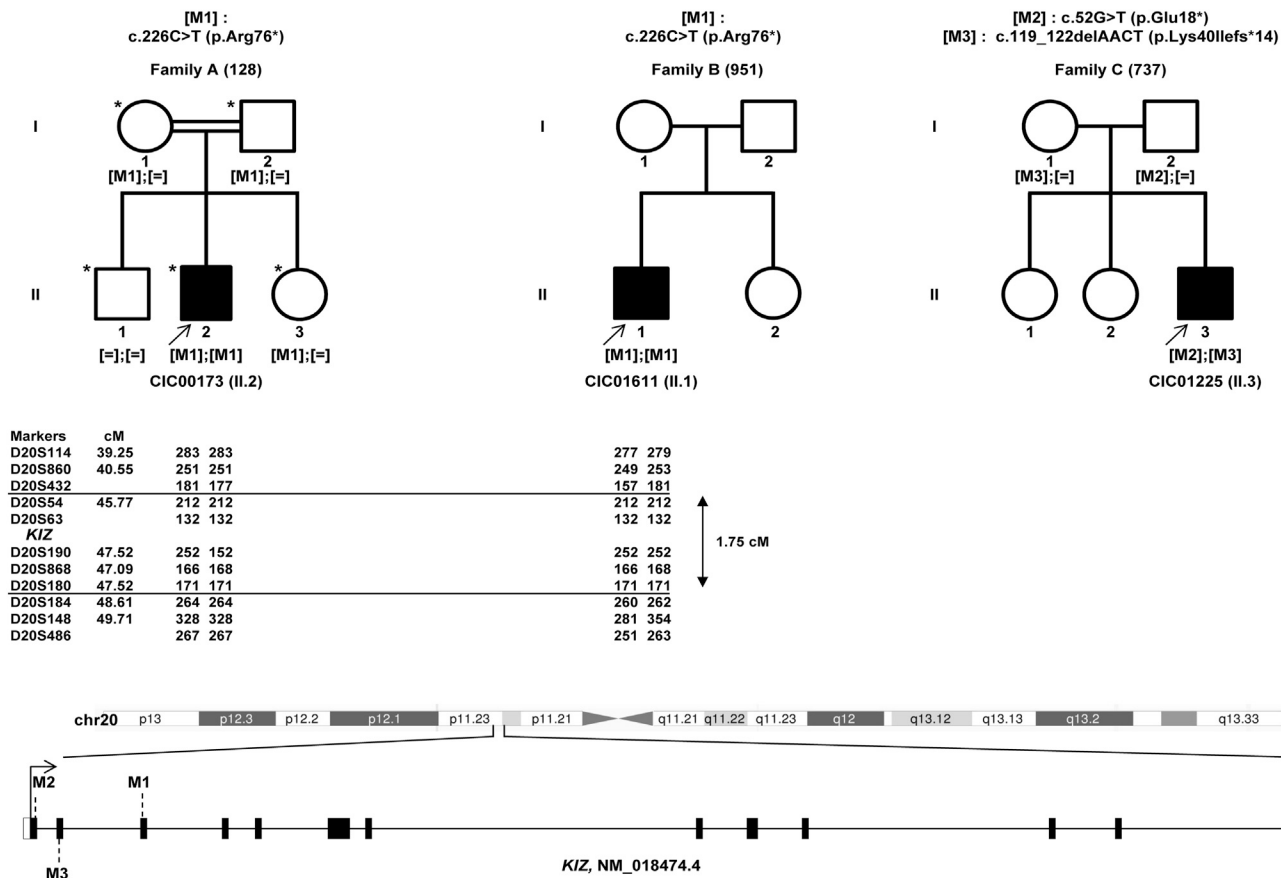 [M1] :
c.226C>T (p.Arg76*)
Family A (128)
[M1] :
c.226C>T (p.Arg76*)
Family B (951)
[M2] : c.52G>T (p.Glu18*)
[M3] : c.119_122delAACT (p.Lys40Ilefs*14)
Family C (737)
I
* *
1 2
[M1];[=] [M1];[=]
I
1 2
I
1 2
[M3];[=] [M2];[=]
II
* * *
1 2 3
[=];[=] [M1];[M1] [M1];[=]
CIC00173 (II.2)
II
1 2
[M1];[M1]
CIC01611 (II.1)
II
1 2 3
[M2];[M3]
CIC01225 (II.3)
Markers cM
D20S114 39.25 283 283 277 279
D20S860 40.55 251 251 249 253
D20S432 181 177 157 181
D20S54 45.77 212 212 212 212
D20S63 132 132 132 132
KIZ
D20S190 47.52 252 152 252 252
D20S868 47.09 166 168 166 168
D20S180 47.52 171 171 171 171
D20S184 48.61 264 264 260 262
D20S148 49.71 328 328 281 354
D20S486 267 267 251 263
1.75 cM
chr20 p13 p12.3 p12.2 p12.1 p11.23 p11.21 q11.21 q11.22 q11.23 q12 q13.12 q13.13 q13.2 q13.33
M2 M1
M3
KIZ, NM_018474.4